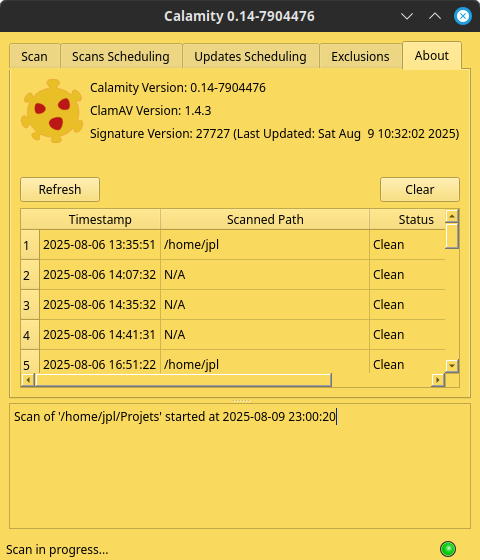 Calamity 0.14-7904476
Scan Scans Scheduling Updates Scheduling Exclusions About
Calamity Version: 0.14-7904476
ClamAV Version: 1.4.3
Signature Version: 27727 (Last Updated: Sat Aug  9 10:32:02 2025)
Refresh Clear
Timestamp Scanned Path Status
1 2025-08-06 13:35:51 /home/jpl Clean
2 2025-08-06 14:07:32 N/A Clean
3 2025-08-06 14:35:32 N/A Clean
4 2025-08-06 14:41:31 N/A Clean
5 2025-08-06 16:51:22 /home/jpl Clean
Scan of '/home/jpl/Projets' started at 2025-08-09 23:00:20
Scan in progress...